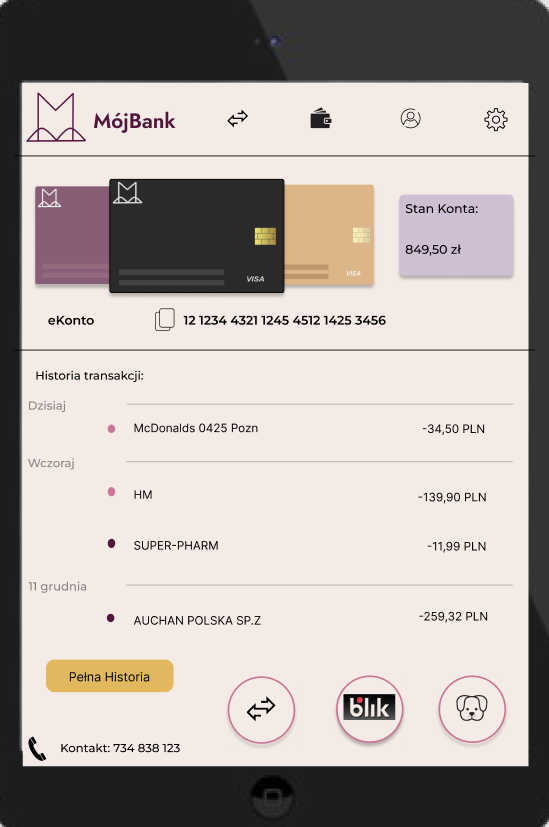 MójBank
VISA
VISA
Stan Konta:
849,50 zł
eKonto
12 1234 4321 1245 4512 1425 3456
Historia transakcji:
Dzisiaj
McDonalds 0425 Pozn -34,50 PLN
Wczoraj
HM -139,90 PLN
SUPER-PHARM -11,99 PLN
11 grudnia
AUCHAN POLSKA SP.Z -259,32 PLN
Pełna Historia
blik
Kontakt: 734 838 123